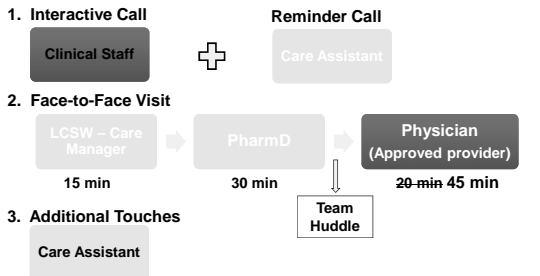 1. Interactive Call
Reminder Call
Clinical Staff
Care Assistant
2. Face-to-Face Visit
LCSW – Care
Manager
PharmD
Physician
(Approved provider)
15 min
30 min
20 min 45 min
Team
Huddle
3. Additional Touches
Care Assistant